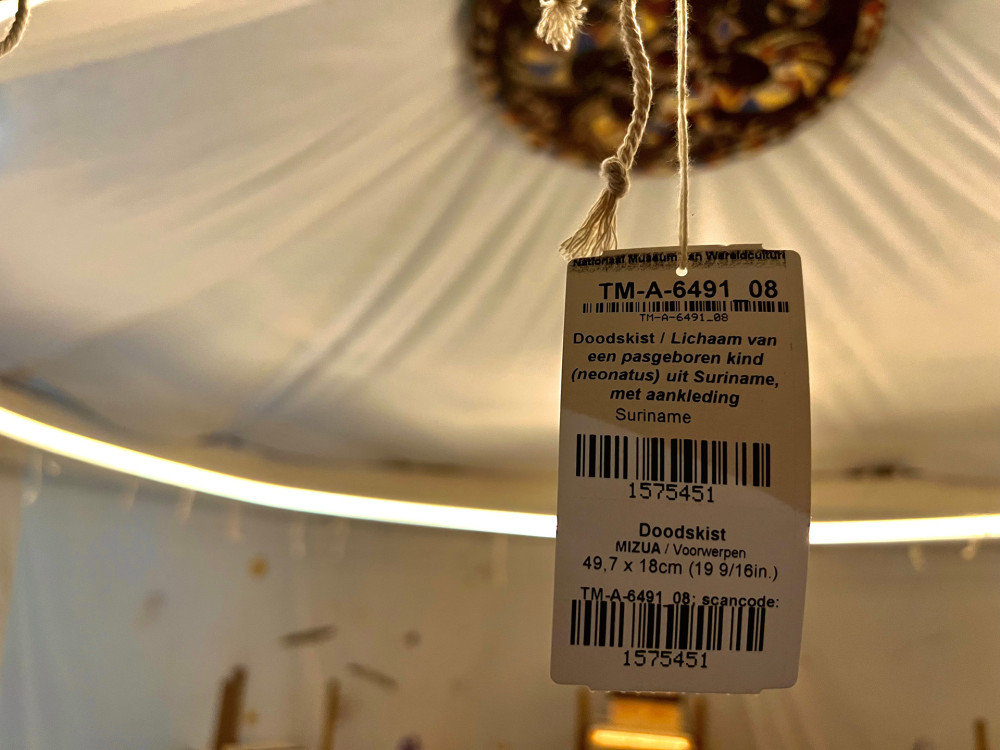 Nationaal Museum van Wereldculturen
TM-A-6491_08
TM-A-6491_08
Doodskist / Lichaam van
een pasgeboren kind
(neonatus) uit Suriname,
met aankleding
Suriname
1575451
Doodskist
MIZUA / Voorwerpen
49,7 x 18cm (19 9/16in.)
TM-A-6491_08; scancode:
1575451